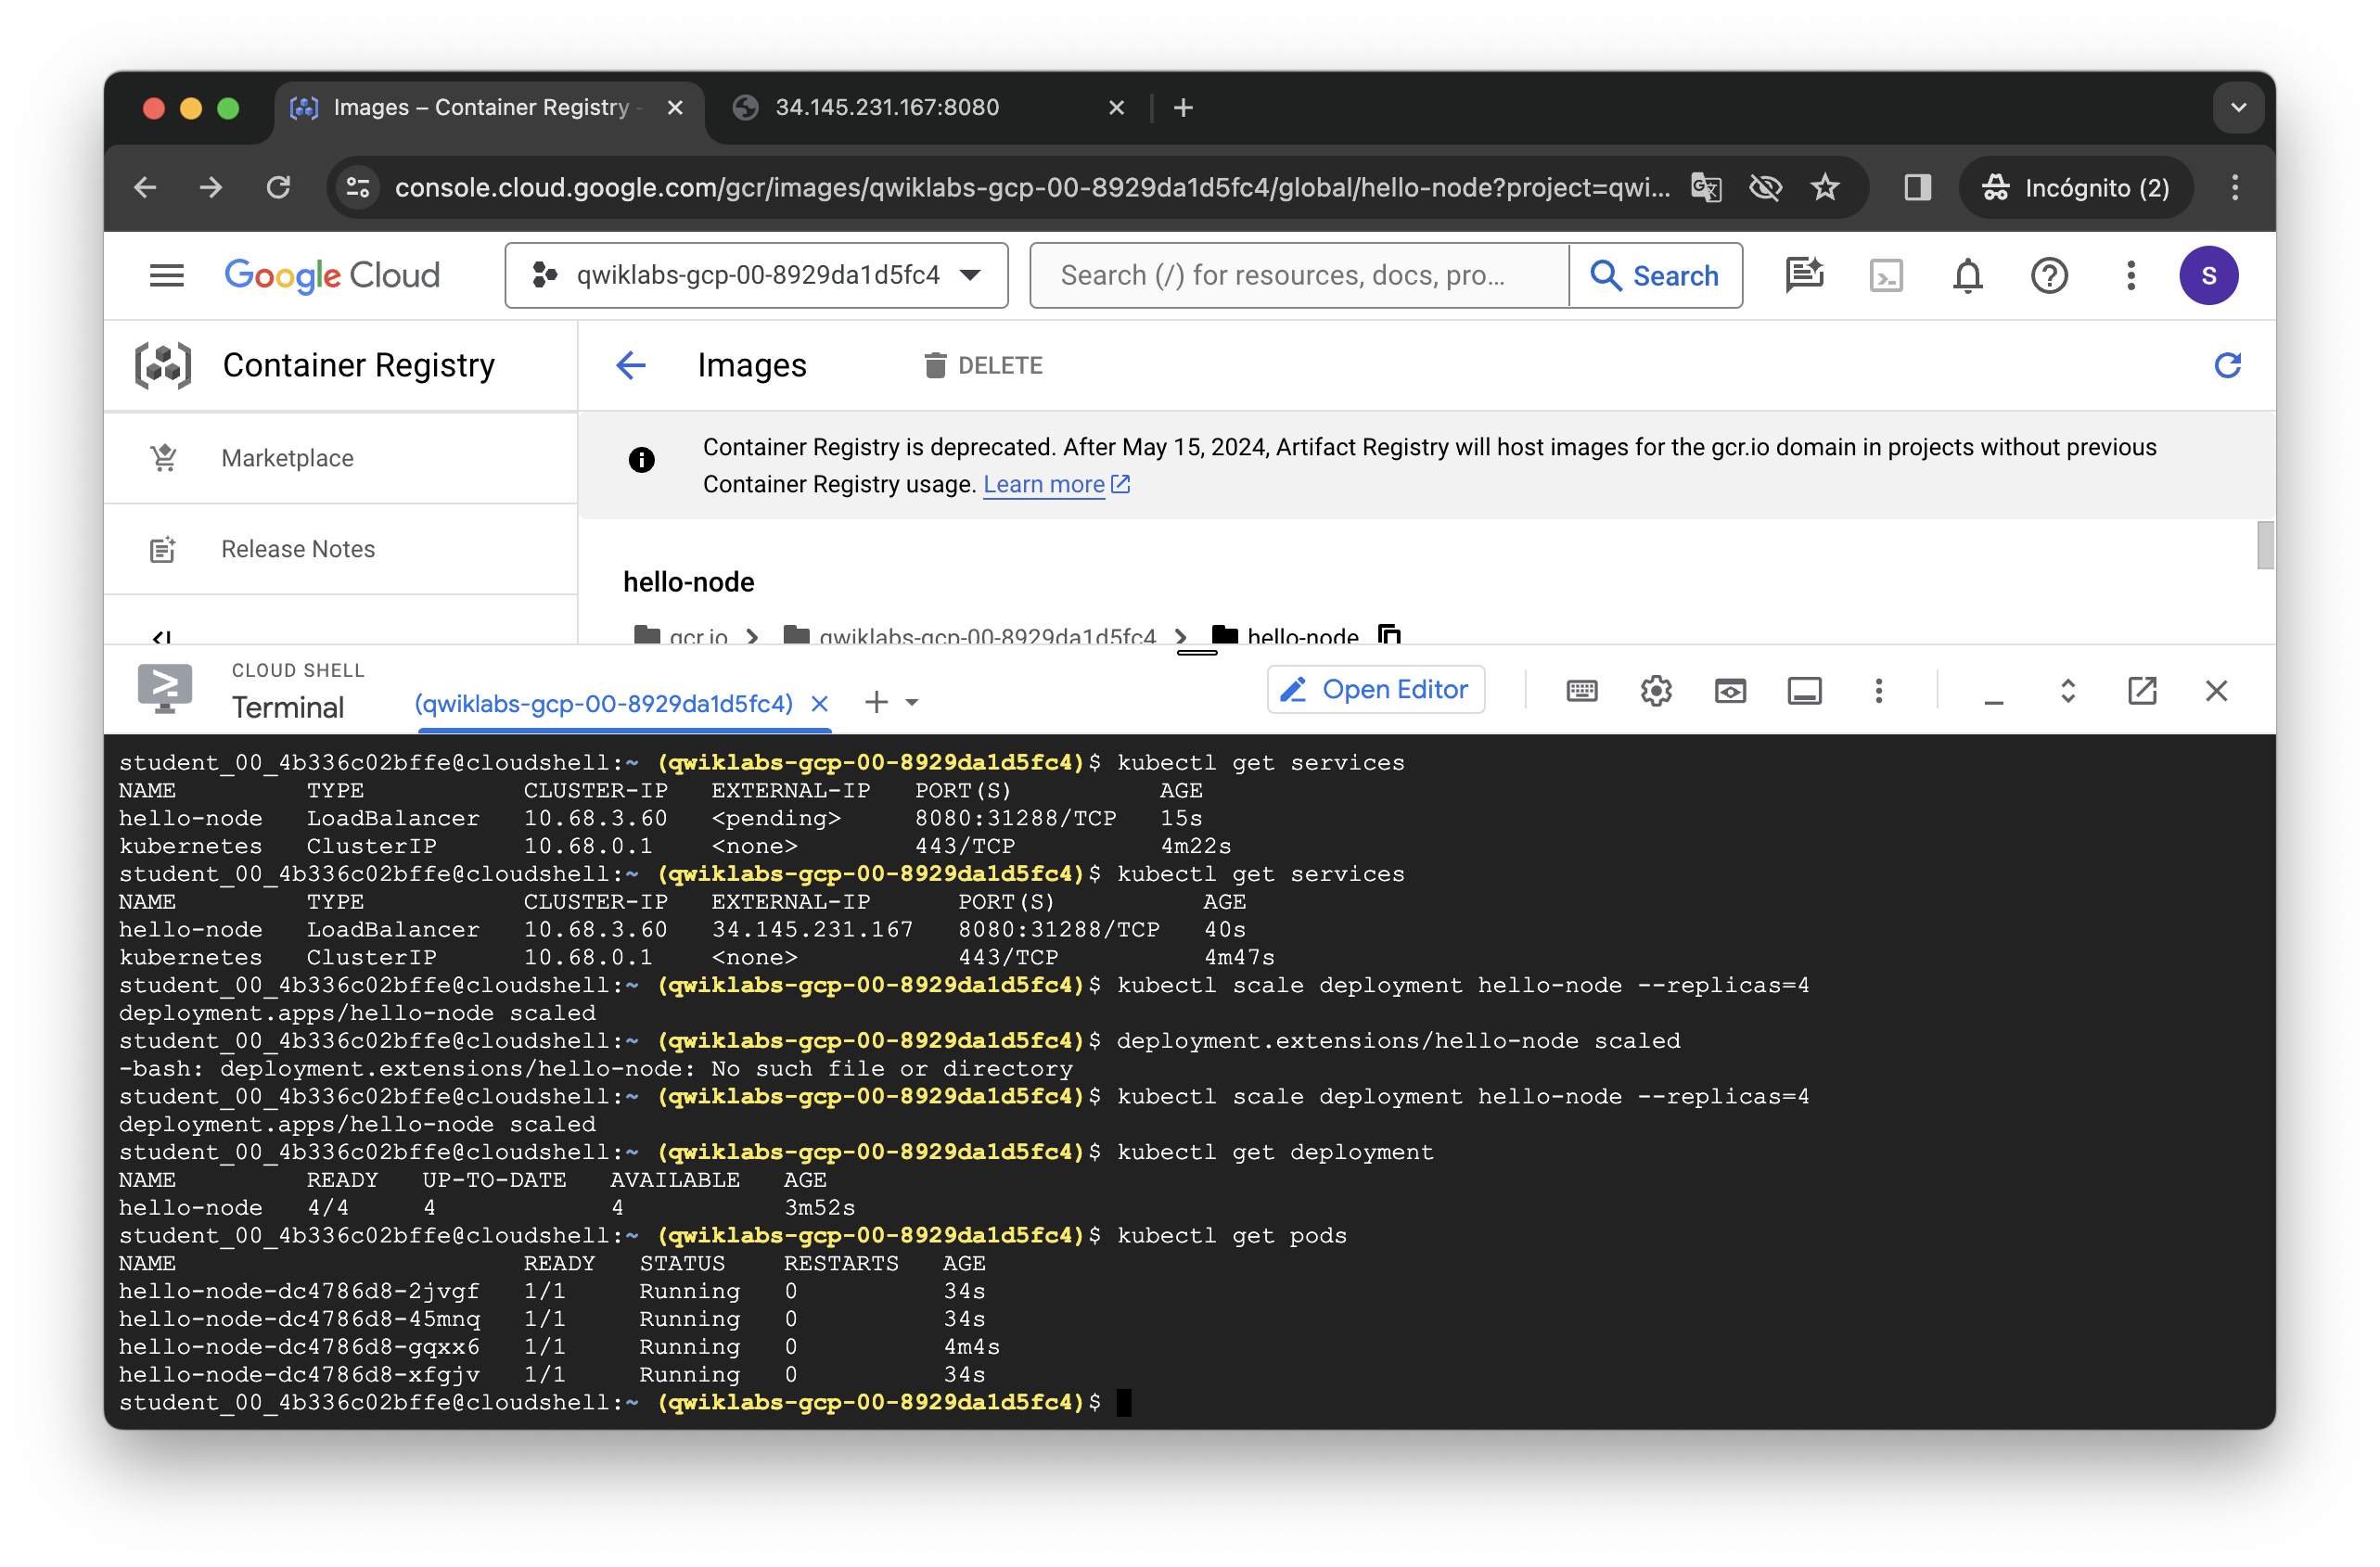 Images – Container Registry -
34.145.231.167:8080
console.cloud.google.com/gcr/images/qwiklabs-gcp-00-8929da1d5fc4/global/hello-node?project=qwi...
Incógnito (2)
Google Cloud
qwiklabs-gcp-00-8929da1d5fc4
Search (/) for resources, docs, pro...
Search
S
Container Registry
Images
DELETE
Marketplace
Release Notes
Container Registry is deprecated. After May 15, 2024, Artifact Registry will host images for the gcr.io domain in projects without previous
Container Registry usage. Learn more
hello-node
gcr.io
qwiklabs-gcp-00-8929da1d5fc4
hello-node
CLOUD SHELL
Terminal
(qwiklabs-gcp-00-8929da1d5fc4)
Open Editor
student_00_4b336c02bffe@cloudshell:~ (qwiklabs-gcp-00-8929da1d5fc4)$ kubectl get services
NAME TYPE CLUSTER-IP EXTERNAL-IP PORT(S) AGE
hello-node LoadBalancer 10.68.3.60 <pending> 8080:31288/TCP 15s
kubernetes ClusterIP 10.68.0.1 <none> 443/TCP 4m22s
student_00_4b336c02bffe@cloudshell:~ (qwiklabs-gcp-00-8929da1d5fc4)$ kubectl get services
NAME TYPE CLUSTER-IP EXTERNAL-IP PORT(S) AGE
hello-node LoadBalancer 10.68.3.60 34.145.231.167 8080:31288/TCP 40s
kubernetes ClusterIP 10.68.0.1 <none> 443/TCP 4m47s
student_00_4b336c02bffe@cloudshell:~ (qwiklabs-gcp-00-8929da1d5fc4)$ kubectl scale deployment hello-node --replicas=4
deployment.apps/hello-node scaled
student_00_4b336c02bffe@cloudshell:~ (qwiklabs-gcp-00-8929da1d5fc4)$ deployment.extensions/hello-node scaled
-bash: deployment.extensions/hello-node: No such file or directory
student_00_4b336c02bffe@cloudshell:~ (qwiklabs-gcp-00-8929da1d5fc4)$ kubectl scale deployment hello-node --replicas=4
deployment.apps/hello-node scaled
student_00_4b336c02bffe@cloudshell:~ (qwiklabs-gcp-00-8929da1d5fc4)$ kubectl get deployment
NAME READY UP-TO-DATE AVAILABLE AGE
hello-node 4/4 4 4 3m52s
student_00_4b336c02bffe@cloudshell:~ (qwiklabs-gcp-00-8929da1d5fc4)$ kubectl get pods
NAME READY STATUS RESTARTS AGE
hello-node-dc4786d8-2jvgf 1/1 Running 0 34s
hello-node-dc4786d8-45mnq 1/1 Running 0 34s
hello-node-dc4786d8-gqxx6 1/1 Running 0 4m4s
hello-node-dc4786d8-xfgjv 1/1 Running 0 34s
student_00_4b336c02bffe@cloudshell:~ (qwiklabs-gcp-00-8929da1d5fc4)$